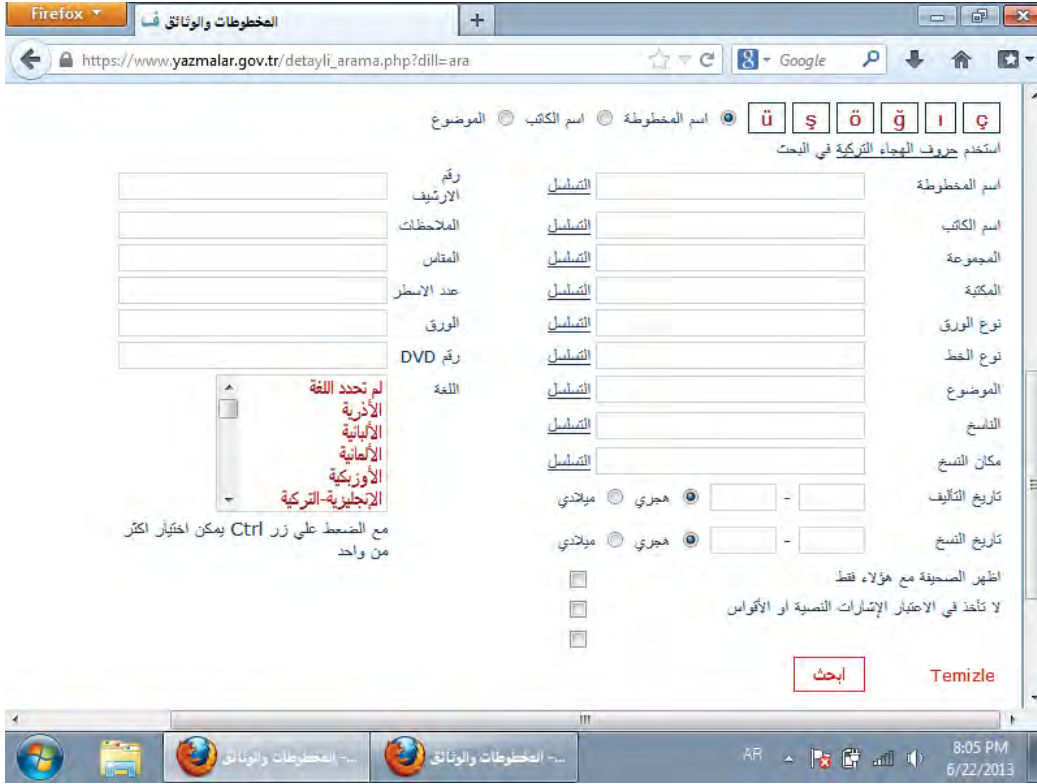 Firefox
المخطوطات والوثائق
https://www.yazmalar.gov.tr/detayli_arama.php?dill=ara
Google
ç ı ğ ö ş ü اسم المخطوطة اسم الكاتب الموضوع
استخدم حروف الهجاء التركية في البحث
اسم المخطوطة التسلسل رقم الارشيف
اسم الكاتب التسلسل الملاحظات
المجموعة التسلسل المقاس
المكتبة التسلسل عدد الاسطر
نوع الورق التسلسل الورق
نوع الخط التسلسل رقم DVD
الموضوع التسلسل اللغة
لم تحدد اللغة
الأذرية
الألبانية
الألمانية
الأوزبكية
الإنجليزية-التركية
الناسخ التسلسل
مكان النسخ التسلسل
تاريخ التأليف - هجري ميلادي
مع الضعط علي زر Ctrl يمكن اختيار اكثر
من واحد
تاريخ النسخ - هجري ميلادي
اظهر الصحيفة مع هؤلاء فقط
لا تأخذ في الاعتبار الإشارات النصية او الأقواس
Temizle ابحث
المخطوطات والوثائق -...
المخطوطات والوثائق -...
AR
8:05 PM
6/22/2013